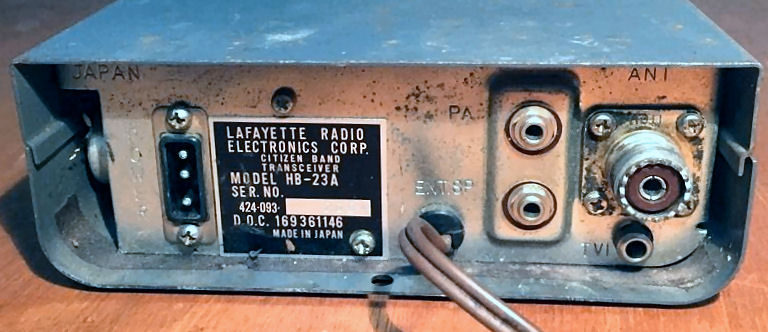 JAPAN
ANT
PA
POWER
LAFAYETTE RADIO
ELECTRONICS CORP.
CITIZEN BAND
TRANSCEIVER
MODEL HB-23A
SER. NO.
424-093-
D.O.C. 169361146
MADE IN JAPAN
EXT.SP
TVI